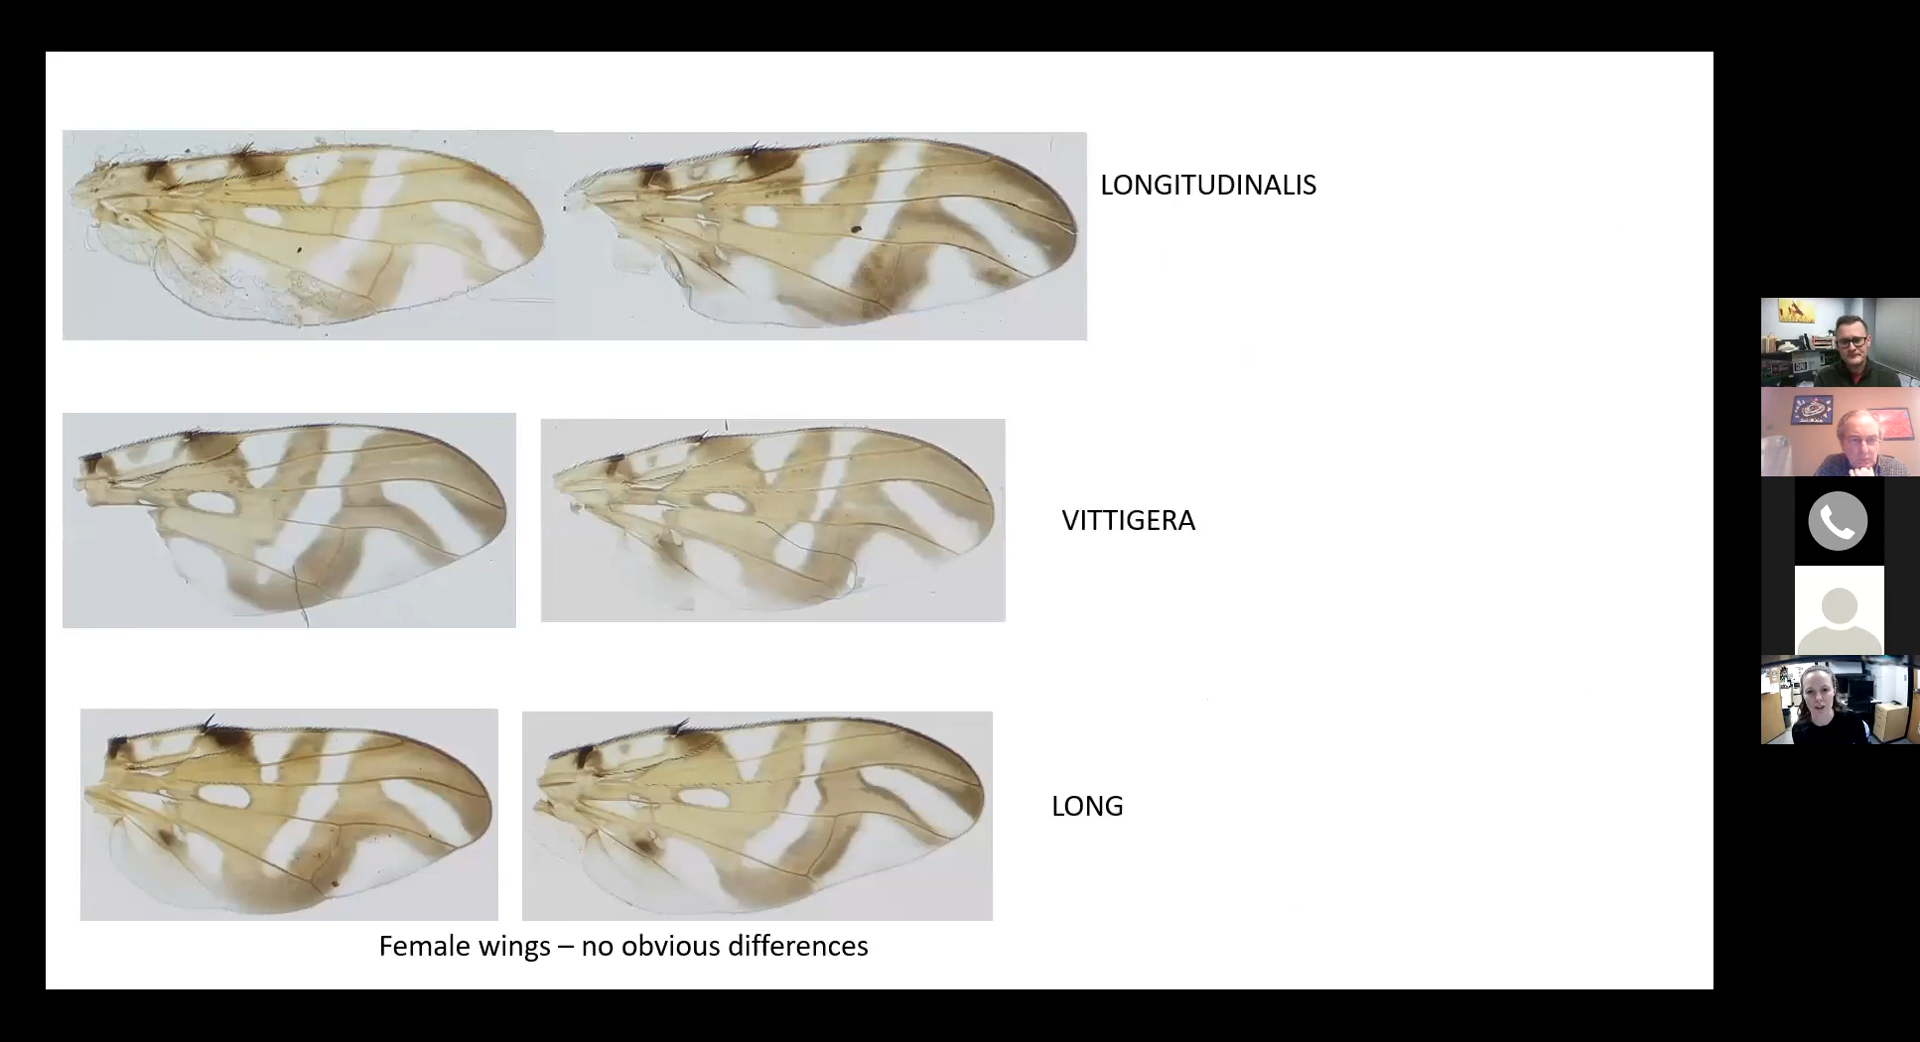 LONGITUDINALIS
VITTIGERA
LONG
Female wings – no obvious differences